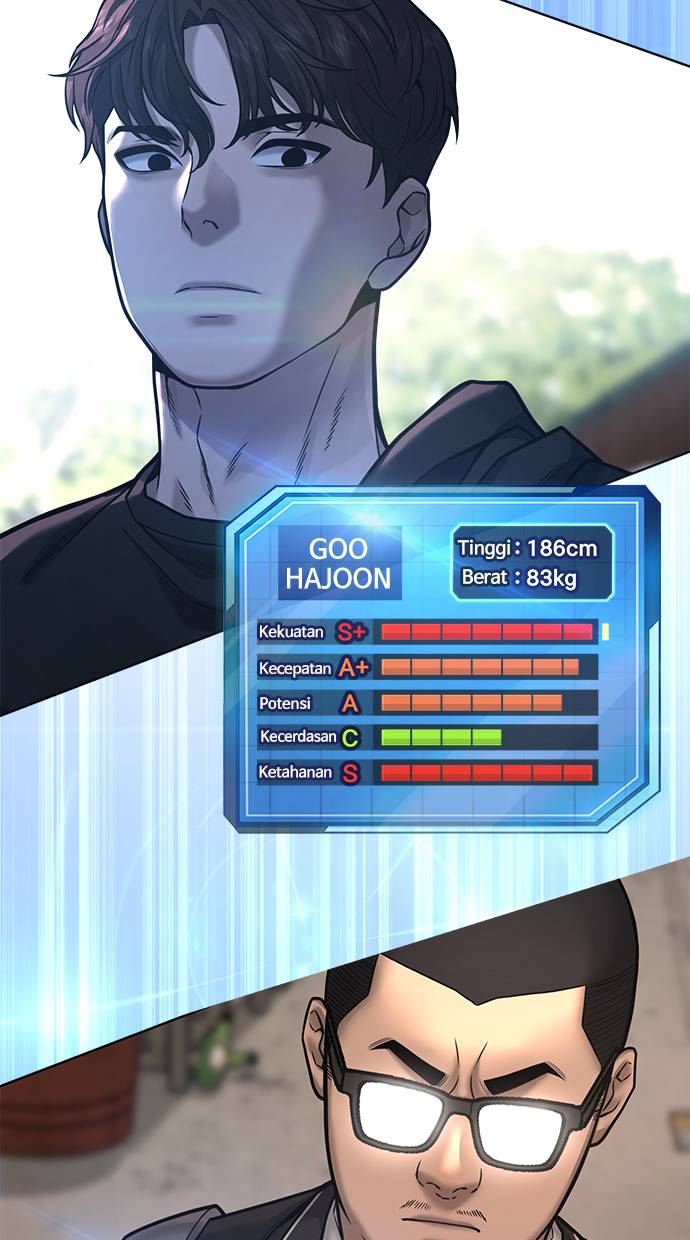 GOO
HAJOON
Tinggi : 186cm
Berat : 83kg
Kekuatan S+
Kecepatan A+
Potensi A
Kecerdasan C
Ketahanan S